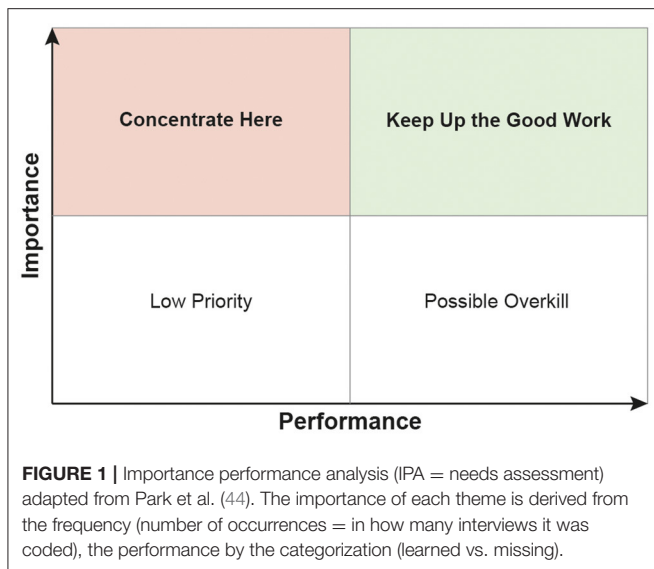 Importance
Concentrate Here
Keep Up the Good Work
Low Priority
Possible Overkill
Performance
FIGURE 1 | Importance performance analysis (IPA = needs assessment)
adapted from Park et al. (44). The importance of each theme is derived from
the frequency (number of occurrences = in how many interviews it was
coded), the performance by the categorization (learned vs. missing).